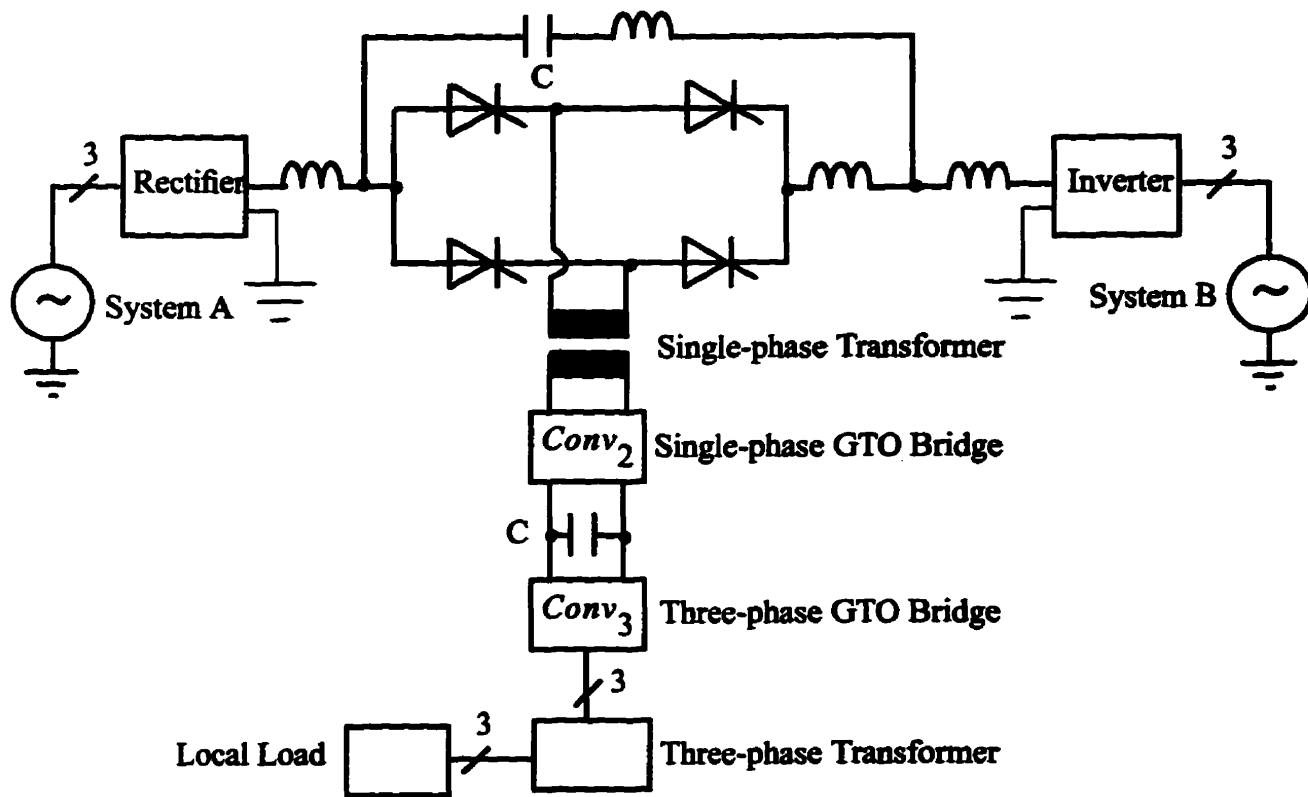 C
3
Rectifier
3
Inverter
System A
System B
~
~
Single-phase Transformer
Conv2
Single-phase GTO Bridge
C
Conv3
Three-phase GTO Bridge
3
3
Local Load
Three-phase Transformer